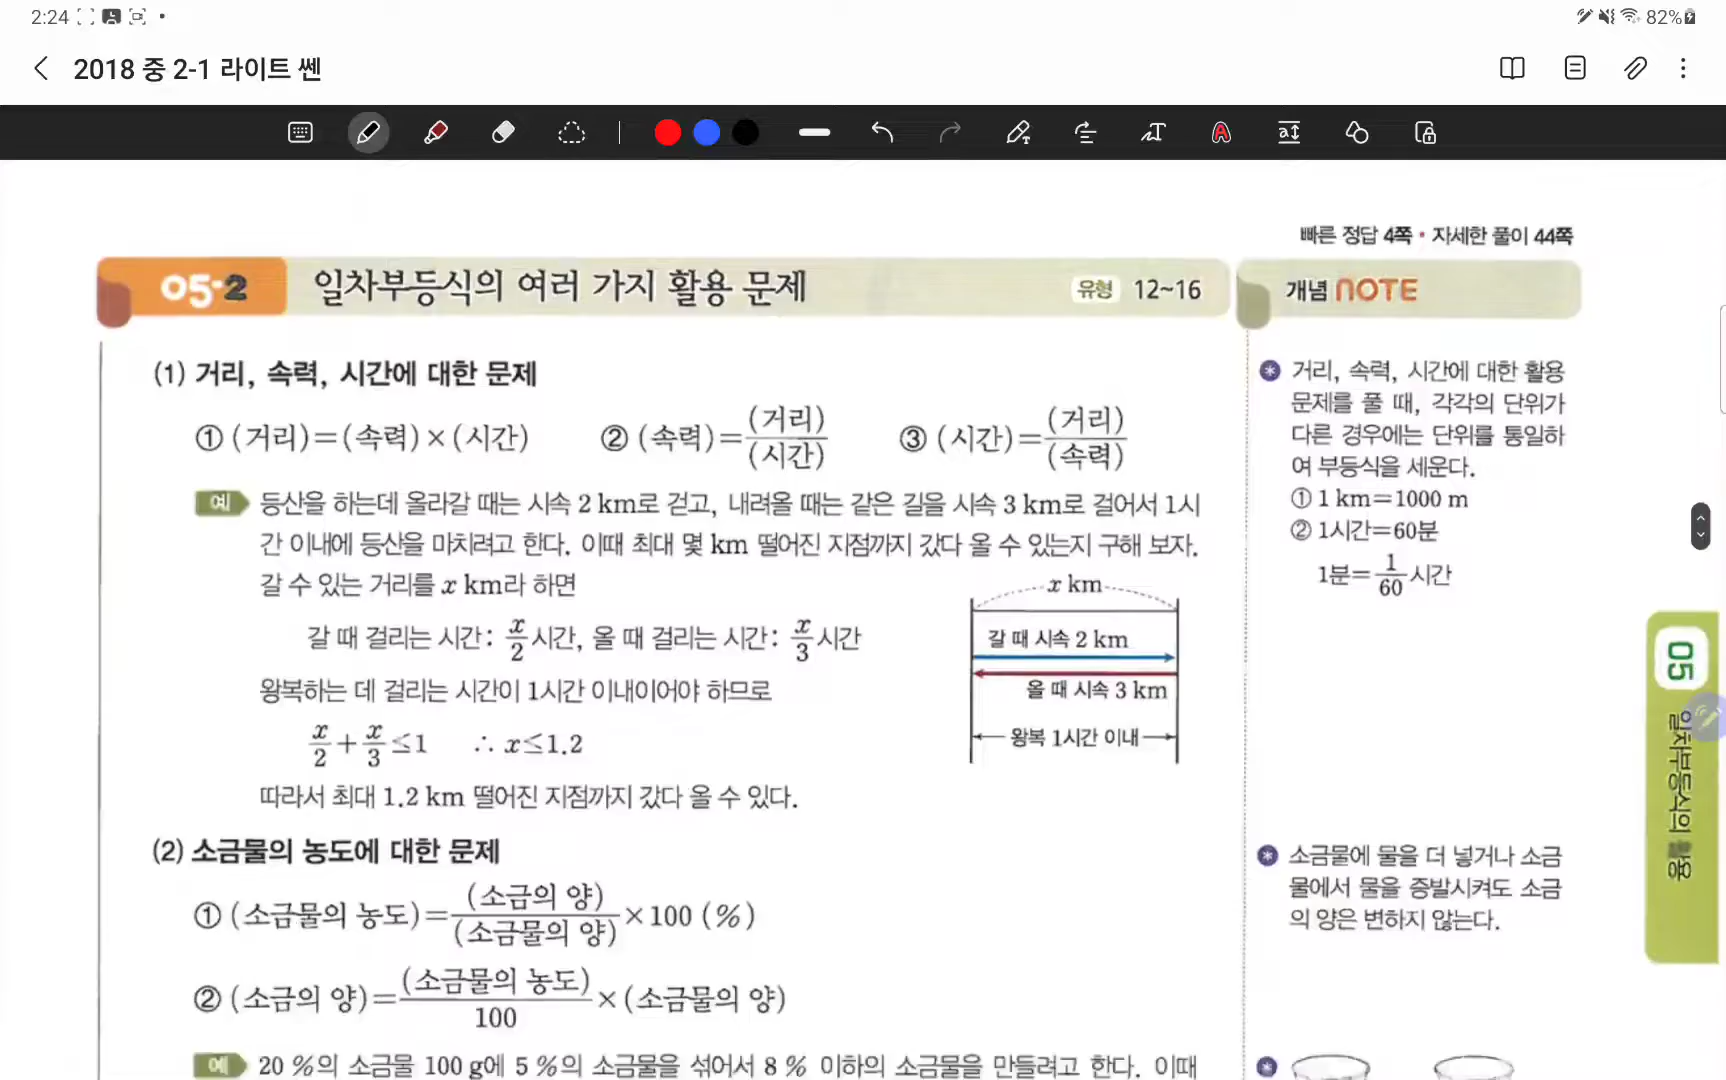 2:24
82%
2018 중 2-1 라이트 쎈
빠른 정답 4쪽 • 자세한 풀이 44쪽
05-2 일차부등식의 여러 가지 활용 문제 유형 12~16
개념 NOTE
(1) 거리, 속력, 시간에 대한 문제
① (거리)=(속력)×(시간) ② (속력)=(거리)/(시간) ③ (시간)=(거리)/(속력)
예 등산을 하는데 올라갈 때는 시속 2 km로 걷고, 내려올 때는 같은 길을 시속 3 km로 걸어서 1시
간 이내에 등산을 마치려고 한다. 이때 최대 몇 km 떨어진 지점까지 갔다 올 수 있는지 구해 보자.
갈 수 있는 거리를 x km라 하면
갈 때 걸리는 시간: x/2시간, 올 때 걸리는 시간: x/3시간
왕복하는 데 걸리는 시간이 1시간 이내이어야 하므로
x/2+x/3≤1 ∴ x≤1.2
따라서 최대 1.2 km 떨어진 지점까지 갔다 올 수 있다.
x km
갈 때 시속 2 km
올 때 시속 3 km
왕복 1시간 이내
(2) 소금물의 농도에 대한 문제
① (소금물의 농도)=(소금의 양)/(소금물의 양)×100 (%)
② (소금의 양)=(소금물의 농도)/100×(소금물의 양)
예 20 %의 소금물 100 g에 5 %의 소금물을 섞어서 8 % 이하의 소금물을 만들려고 한다. 이때
거리, 속력, 시간에 대한 활용
문제를 풀 때, 각각의 단위가
다른 경우에는 단위를 통일하
여 부등식을 세운다.
① 1 km=1000 m
② 1시간=60분
1분=1/60시간
소금물에 물을 더 넣거나 소금
물에서 물을 증발시켜도 소금
의 양은 변하지 않는다.
05
일차부등식의 활용